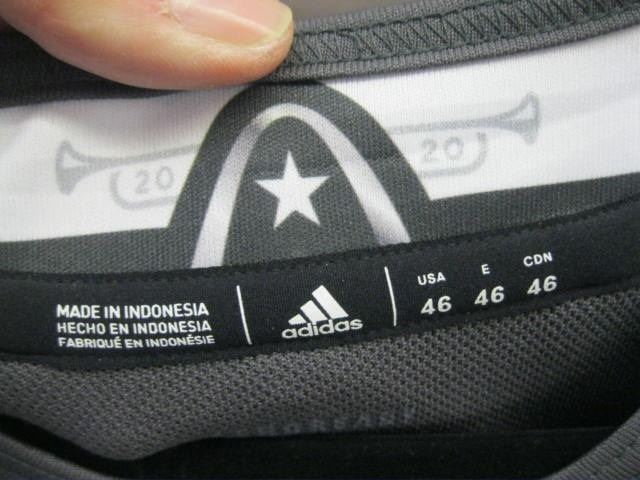 20 20
MADE IN INDONESIA
HECHO EN INDONESIA
FABRIQUÉ EN INDONÉSIE
adidas
USA E CDN
46 46 46